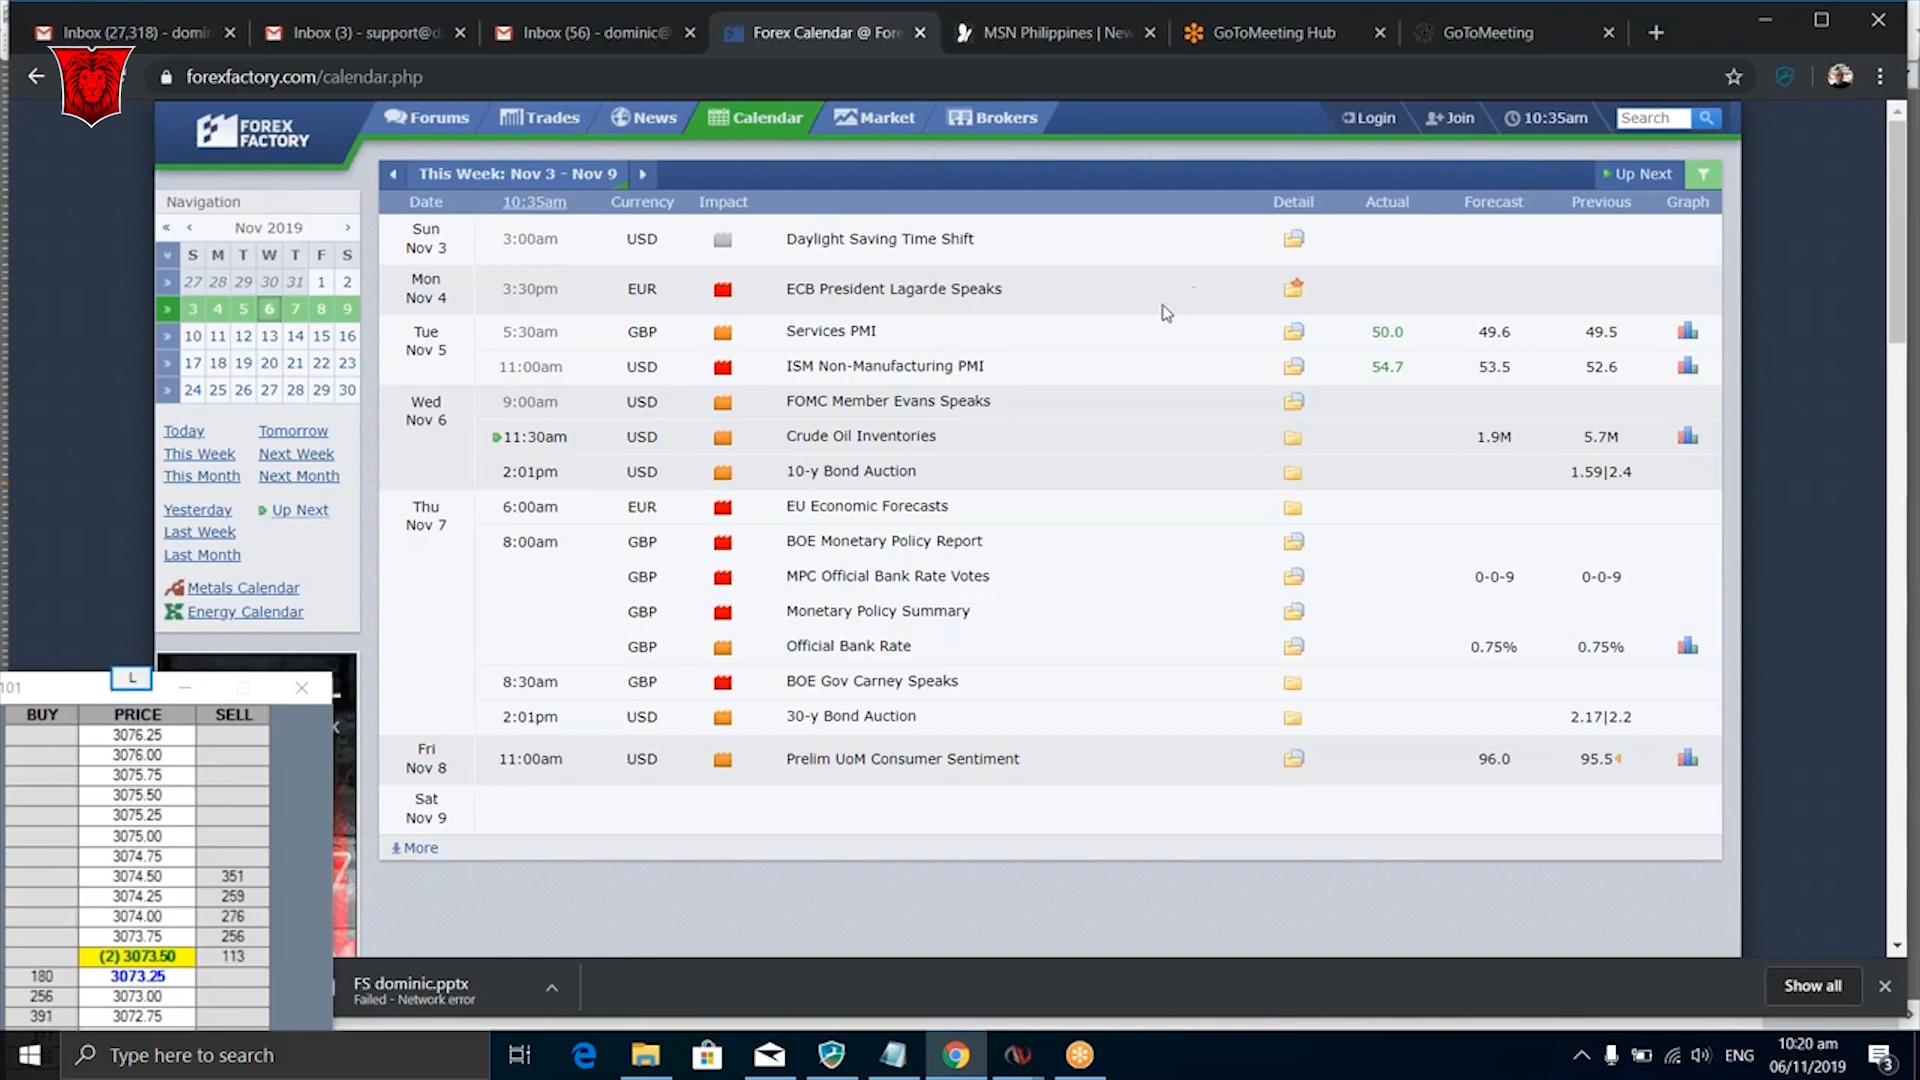 Inbox (27,318) - domin
Inbox (3) - support@d
Inbox (56) - dominic@
Forex Calendar @ Fore
MSN Philippines | New
GoToMeeting Hub
GoToMeeting
forexfactory.com/calendar.php
FOREX
FACTORY
Forums
Trades
News
Calendar
Market
Brokers
Login
Join
10:35am
Search
This Week: Nov 3 - Nov 9
Up Next
Date 10:35am Currency Impact Detail Actual Forecast Previous Graph
Sun Nov 3 3:00am USD Daylight Saving Time Shift
Mon Nov 4 3:30pm EUR ECB President Lagarde Speaks
Tue Nov 5 5:30am GBP Services PMI 50.0 49.6 49.5
11:00am USD ISM Non-Manufacturing PMI 54.7 53.5 52.6
Wed Nov 6 9:00am USD FOMC Member Evans Speaks
11:30am USD Crude Oil Inventories 1.9M 5.7M
2:01pm USD 10-y Bond Auction 1.59|2.4
Thu Nov 7 6:00am EUR EU Economic Forecasts
8:00am GBP BOE Monetary Policy Report
GBP MPC Official Bank Rate Votes 0-0-9 0-0-9
GBP Monetary Policy Summary
GBP Official Bank Rate 0.75% 0.75%
8:30am GBP BOE Gov Carney Speaks
2:01pm USD 30-y Bond Auction 2.17|2.2
Fri Nov 8 11:00am USD Prelim UoM Consumer Sentiment 96.0 95.5
Sat Nov 9
More
Navigation
« ‹ Nov 2019 ›
S M T W T F S
27 28 29 30 31 1 2
3 4 5 6 7 8 9
10 11 12 13 14 15 16
17 18 19 20 21 22 23
24 25 26 27 28 29 30
Today Tomorrow
This Week Next Week
This Month Next Month
Yesterday Up Next
Last Week
Last Month
Metals Calendar
Energy Calendar
101 L
BUY PRICE SELL
3076.25
3076.00
3075.75
3075.50
3075.25
3075.00
3074.75
3074.50 351
3074.25 259
3074.00 276
3073.75 256
(2) 3073.50 113
180 3073.25
256 3073.00
391 3072.75
FS dominic.pptx
Failed - Network error
Show all
Type here to search
ENG
10:20 am
06/11/2019
3